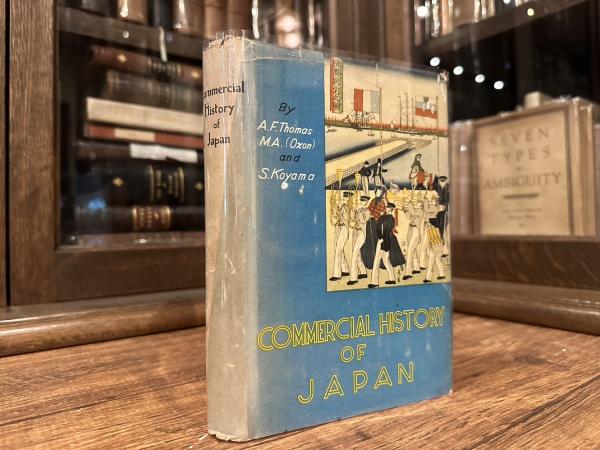 Commercial
History
of
Japan
By
A.F.Thomas
M.A.(Oxon)
and
S.Koyama
COMMERCIAL HISTORY
OF
JAPAN
SEVEN
TYPES
OF
AMBIGUITY